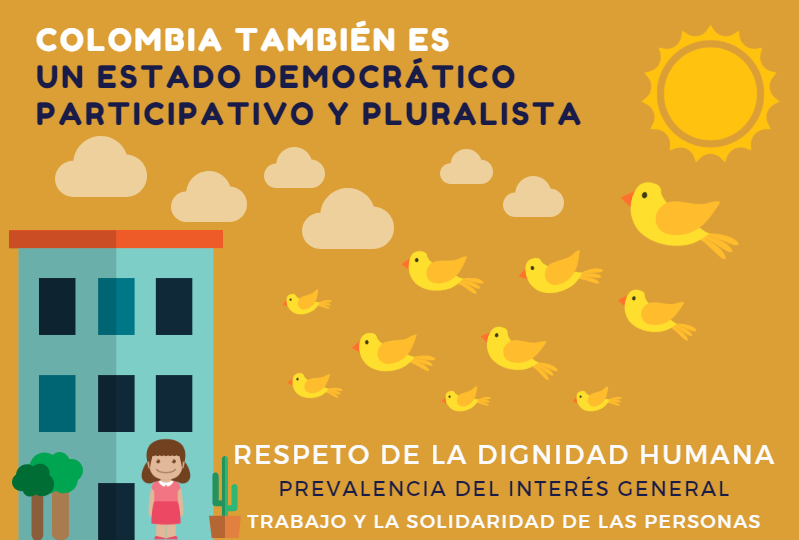 COLOMBIA TAMBIÉN ES
UN ESTADO DEMOCRÁTICO
PARTICIPATIVO Y PLURALISTA
RESPETO DE LA DIGNIDAD HUMANA
PREVALENCIA DEL INTERÉS GENERAL
TRABAJO Y LA SOLIDARIDAD DE LAS PERSONAS